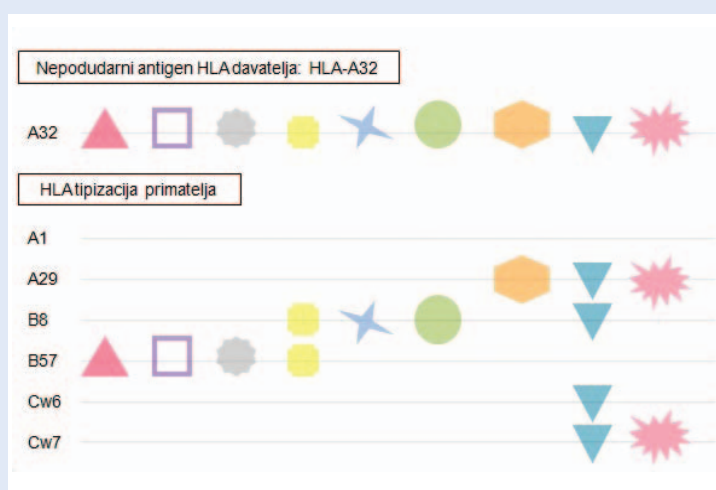 Nepodudarni antigen HLA davatelja: HLA-A32
A32
HLA tipizacija primatelja
A1
A29
B8
B57
Cw6
Cw7